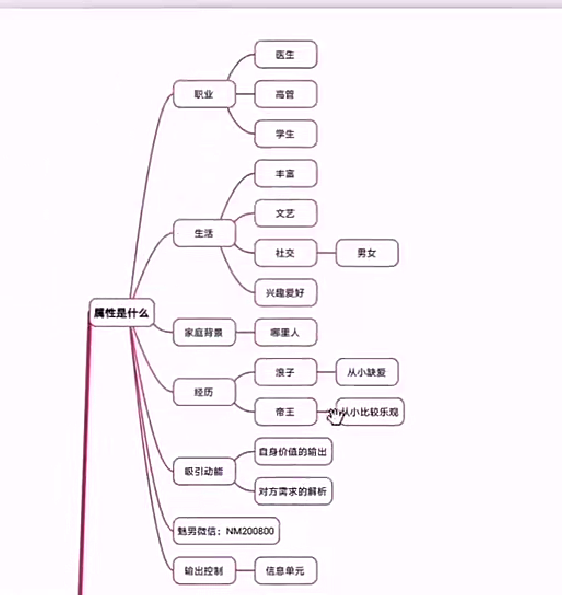 医生
职业
高管
学生
丰富
文艺
生活
社交
男女
兴趣爱好
属性是什么
家庭背景
哪里人
浪子
从小缺爱
经历
帝王
从小比较乐观
自身价值的输出
吸引动能
对方需求的解析
魅男微信：NM200800
输出控制
信息单元